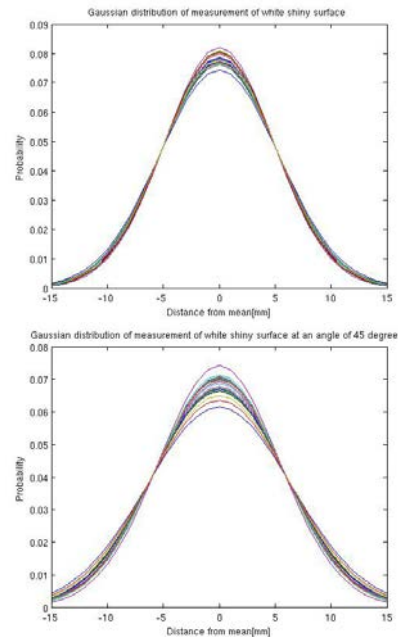 Gaussian distribution of measurement of white shiny surface
0.09
0.08
0.07
0.06
0.05
0.04
0.03
0.02
0.01
0
Probability
-15 -10 -5 0 5 10 15
Distance from mean[mm]
Gaussian distribution of measurement of white shiny surface at an angle of 45 degree
0.08
0.07
0.06
0.05
0.04
0.03
0.02
0.01
0
Probability
-15 -10 -5 0 5 10 15
Distance from mean[mm]